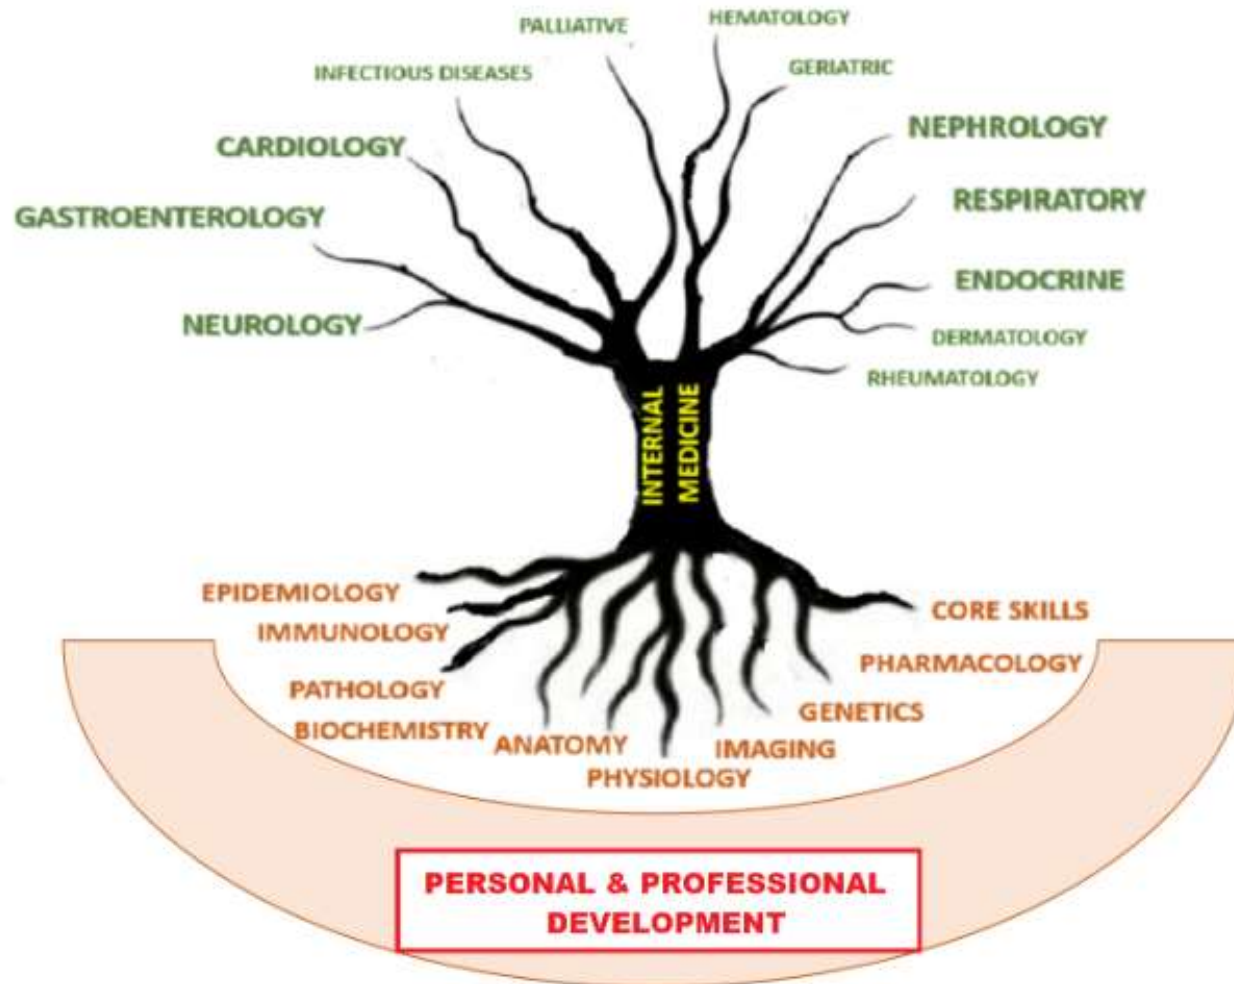 PALLIATIVE
HEMATOLOGY
INFECTIOUS DISEASES
GERIATRIC
CARDIOLOGY
NEPHROLOGY
GASTROENTEROLOGY
RESPIRATORY
NEUROLOGY
ENDOCRINE
DERMATOLOGY
RHEUMATOLOGY
INTERNAL
MEDICINE
EPIDEMIOLOGY
IMMUNOLOGY
PATHOLOGY
BIOCHEMISTRY
ANATOMY
PHYSIOLOGY
IMAGING
GENETICS
PHARMACOLOGY
CORE SKILLS
PERSONAL & PROFESSIONAL
DEVELOPMENT